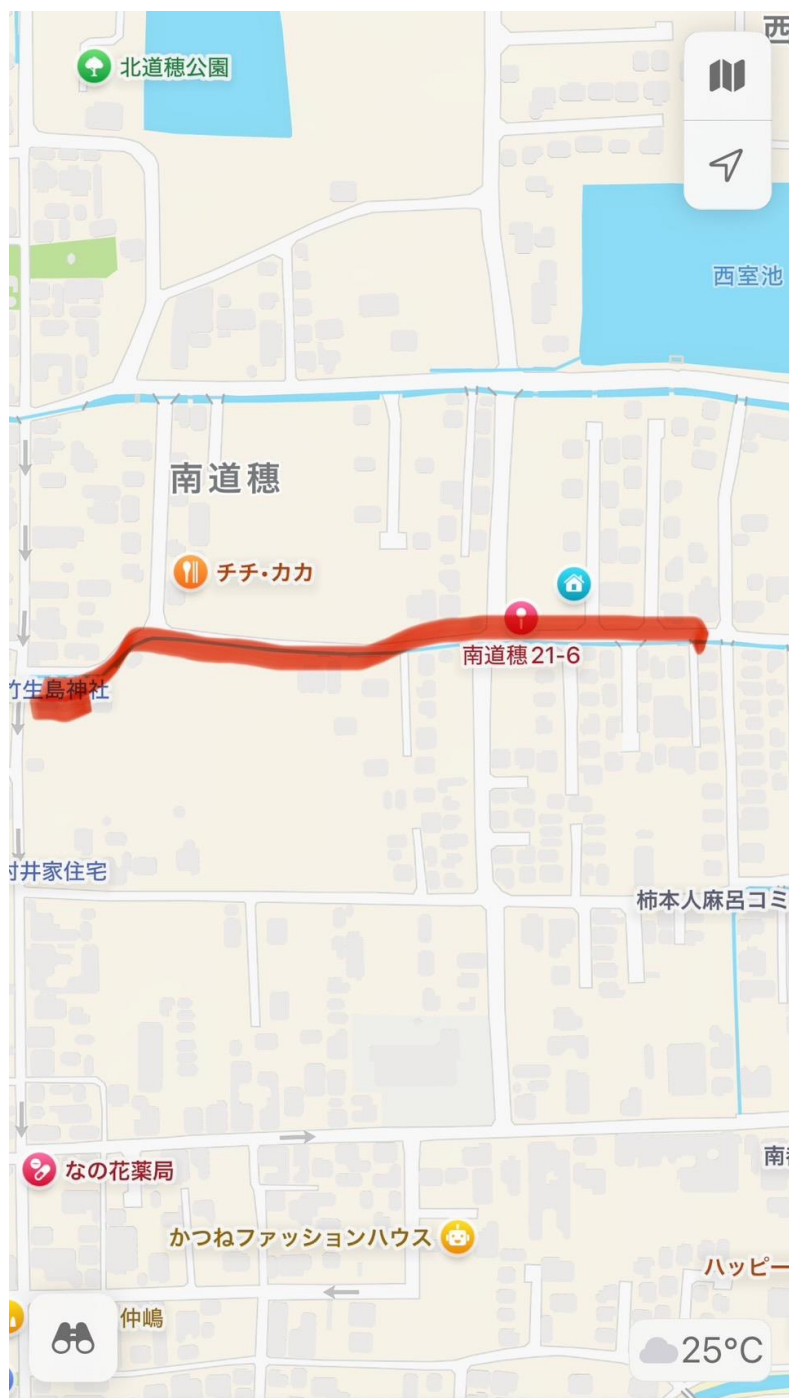 西
北道穂公園
西室池
南道穂
チチ・カカ
南道穂21-6
竹生島神社
村井家住宅
柿本人麻呂コミ
南
なの花薬局
かつねファッションハウス
ハッピー
仲嶋
25°C